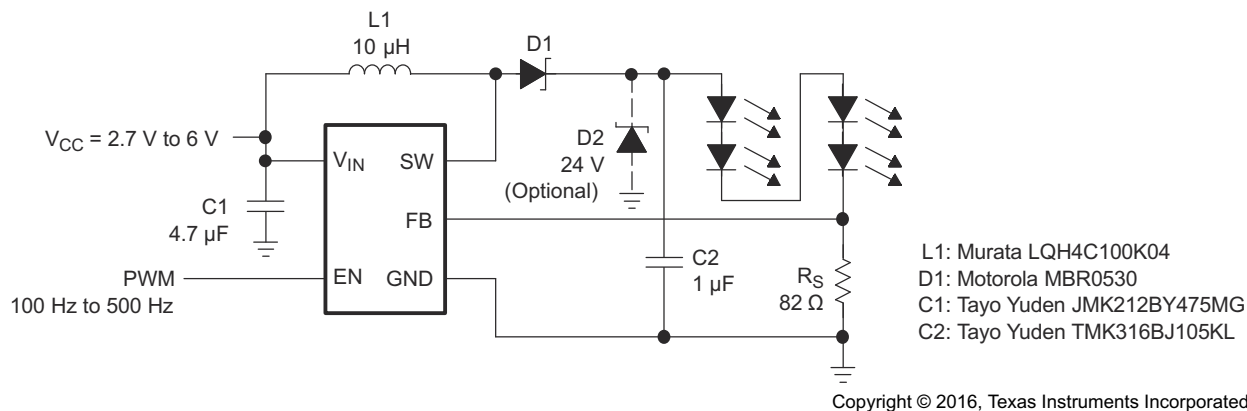 L1
10 µH
D1
V_CC = 2.7 V to 6 V
V_IN
SW
D2
24 V
(Optional)
C1
4.7 µF
FB
C2
1 µF
R_S
82 Ω
PWM
100 Hz to 500 Hz
EN
GND
L1: Murata LQH4C100K04
D1: Motorola MBR0530
C1: Tayo Yuden JMK212BY475MG
C2: Tayo Yuden TMK316BJ105KL
Copyright © 2016, Texas Instruments Incorporated